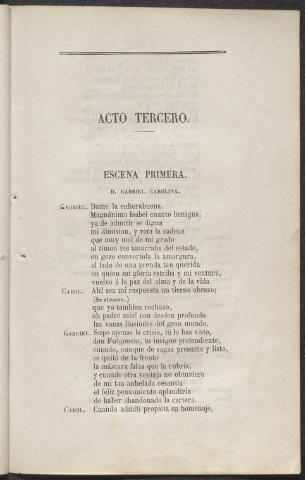 ACTO TERCERO.
ESCENA PRIMERA.
D. GABRIEL. CAROLINA.
GABRIEL. Dame la enhorabuena.
Magnánima Isabel cuanto benigna,
ya de admitir se digna
mi dimision, y rota la cadena
que muy mal de mi grado
al timon me amarraba del estado,
en gozo convertida la amargura,
al lado de una prenda tan querida
en quien mi gloria estriba y mi ventura,
vuelvo á la paz del alma y de la vida.
CAROL. Ah! sea mi respuesta un tierno abrazo;
(Se abrazan.)
que yo tambien rechazo,
oh padre mio! con desden profundo
las vanas ilusiones del gran mundo.
GABRIEL. Supo apenas la crisis, tú lo has visto,
don Fulgencio, tu insigne pretendiente,
cuando, aunque de sagaz presume y listo,
se quitó de la frente
la máscara falaz que la cubria,
y cuando otra ventaja no obtuviera
de mi tan anhelada cesantía
el feliz pensamiento aplaudiria
de haber abandonado la cartera.
CAROL. Cuando admití propicia su homenaje,